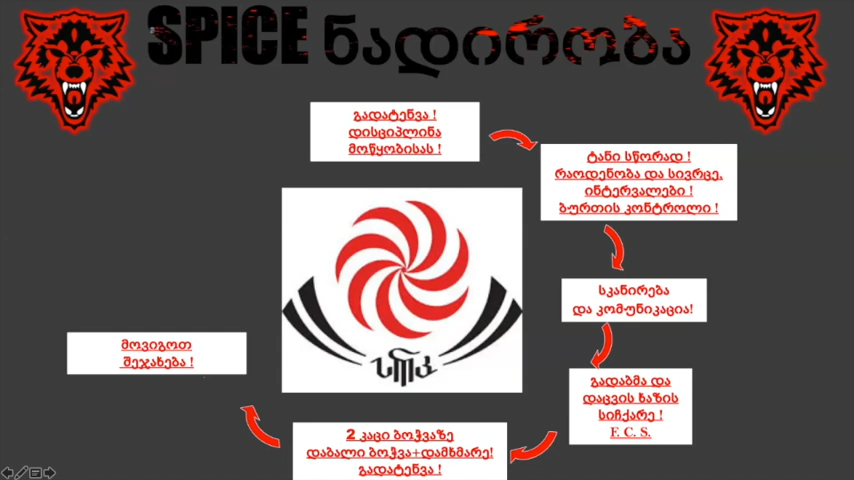 SPICE ნადირობა
გადატენვა !
დისციპლინა
მოწყობისას !
ტანი სწორად !
რაოდენობა და სივრცე,
ინტერვალები !
ბურთის კონტროლი !
სკანირება
და კომუნიკაცია!
გადაბმა და
დაცვის ხაზის
სიჩქარე !
F. C. S.
2 კაცი ბოჭვაზე
დაბალი ბოჭვა+დამხმარე!
გადატენვა !
მოვიგოთ
შეჯახება !